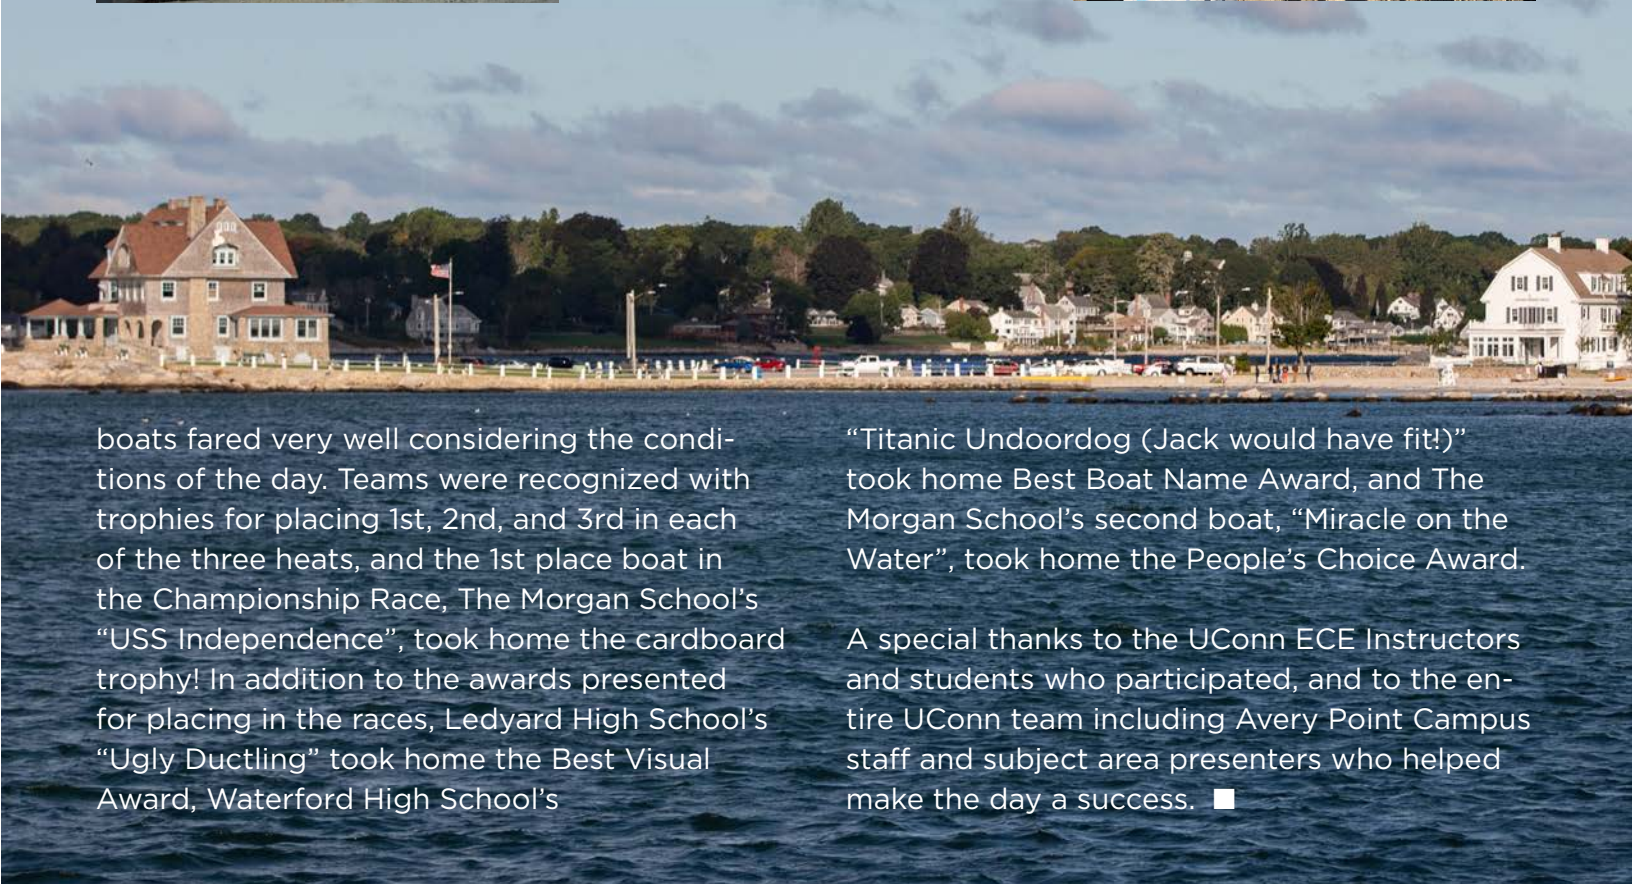 boats fared very well considering the condi-
tions of the day. Teams were recognized with
trophies for placing 1st, 2nd, and 3rd in each
of the three heats, and the 1st place boat in
the Championship Race, The Morgan School’s
“USS Independence”, took home the cardboard
trophy! In addition to the awards presented
for placing in the races, Ledyard High School’s
“Ugly Ductling” took home the Best Visual
Award, Waterford High School’s
“Titanic Undoordog (Jack would have fit!)”
took home Best Boat Name Award, and The
Morgan School’s second boat, “Miracle on the
Water”, took home the People’s Choice Award.
A special thanks to the UConn ECE Instructors
and students who participated, and to the en-
tire UConn team including Avery Point Campus
staff and subject area presenters who helped
make the day a success. ■